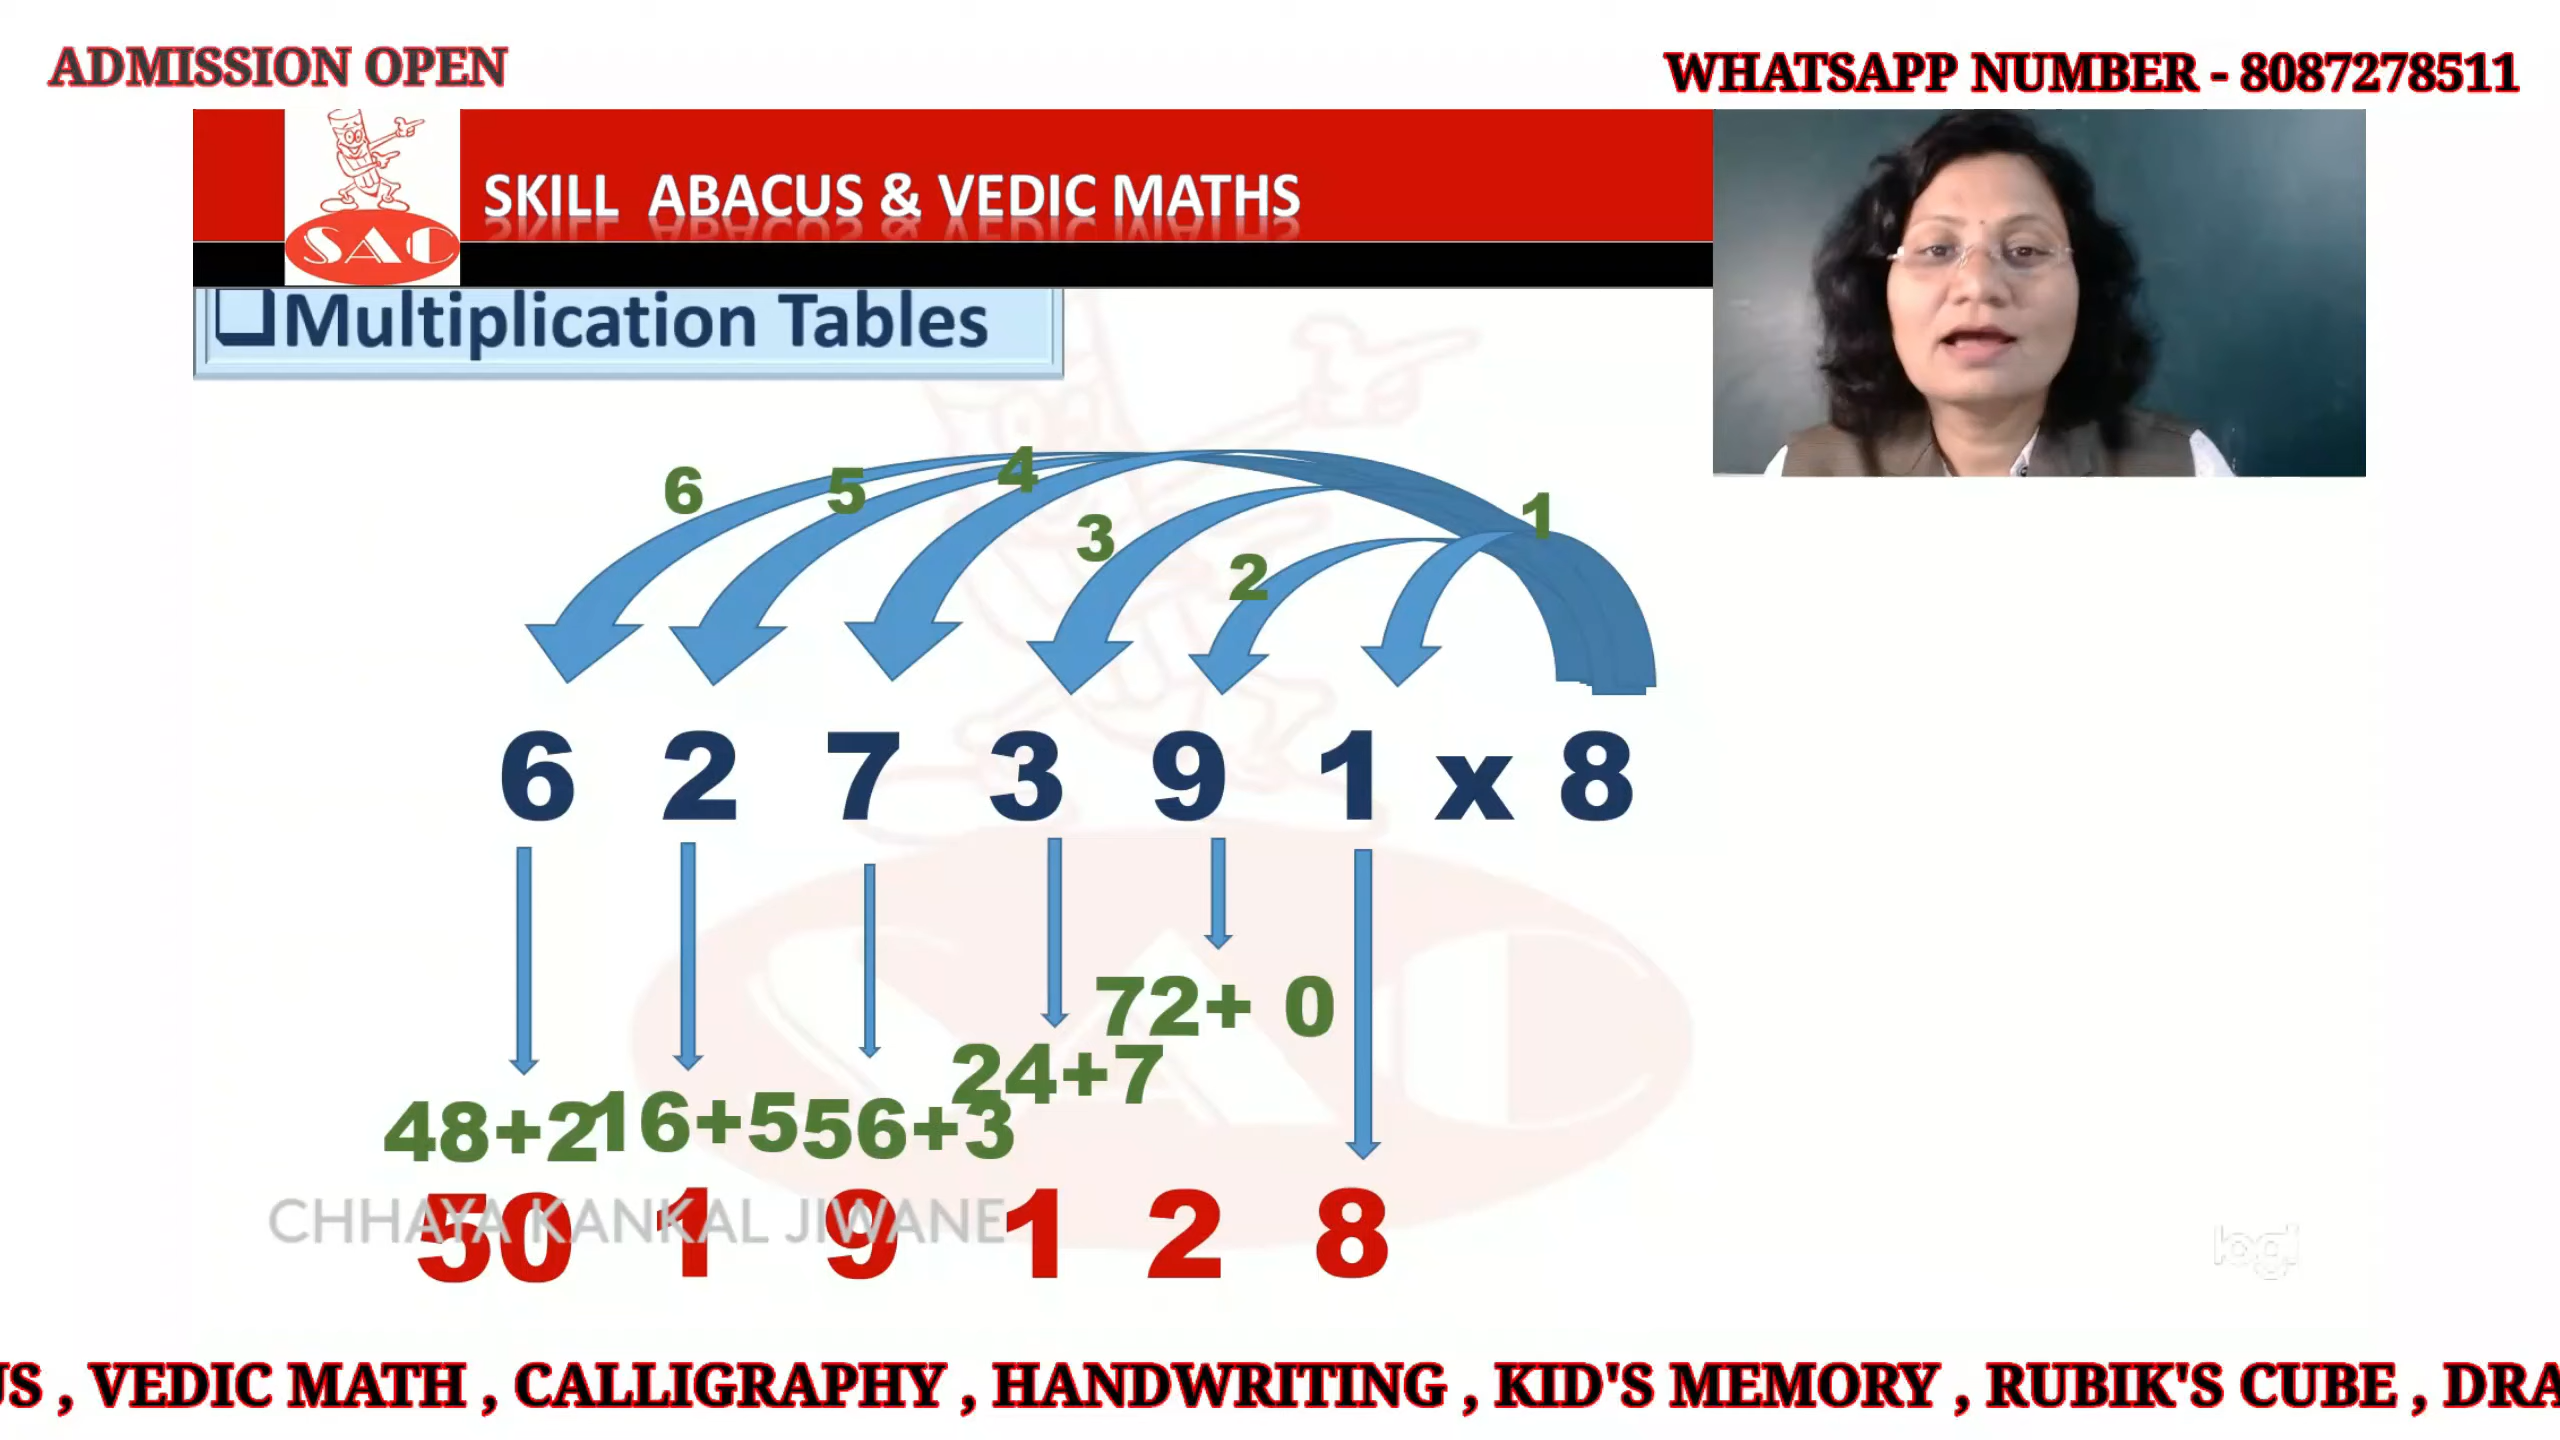 ADMISSION OPEN
WHATSAPP NUMBER - 8087278511
SKILL ABACUS & VEDIC MATHS
SAC
Multiplication Tables
6 5 4 3 2 1
6 2 7 3 9 1 x 8
72+ 0
24+7
48+2 16+5 56+3
50 1 9 1 2 8
CHHAYA KANKAL JIWANE
logi
US , VEDIC MATH , CALLIGRAPHY , HANDWRITING , KID'S MEMORY , RUBIK'S CUBE , DRA